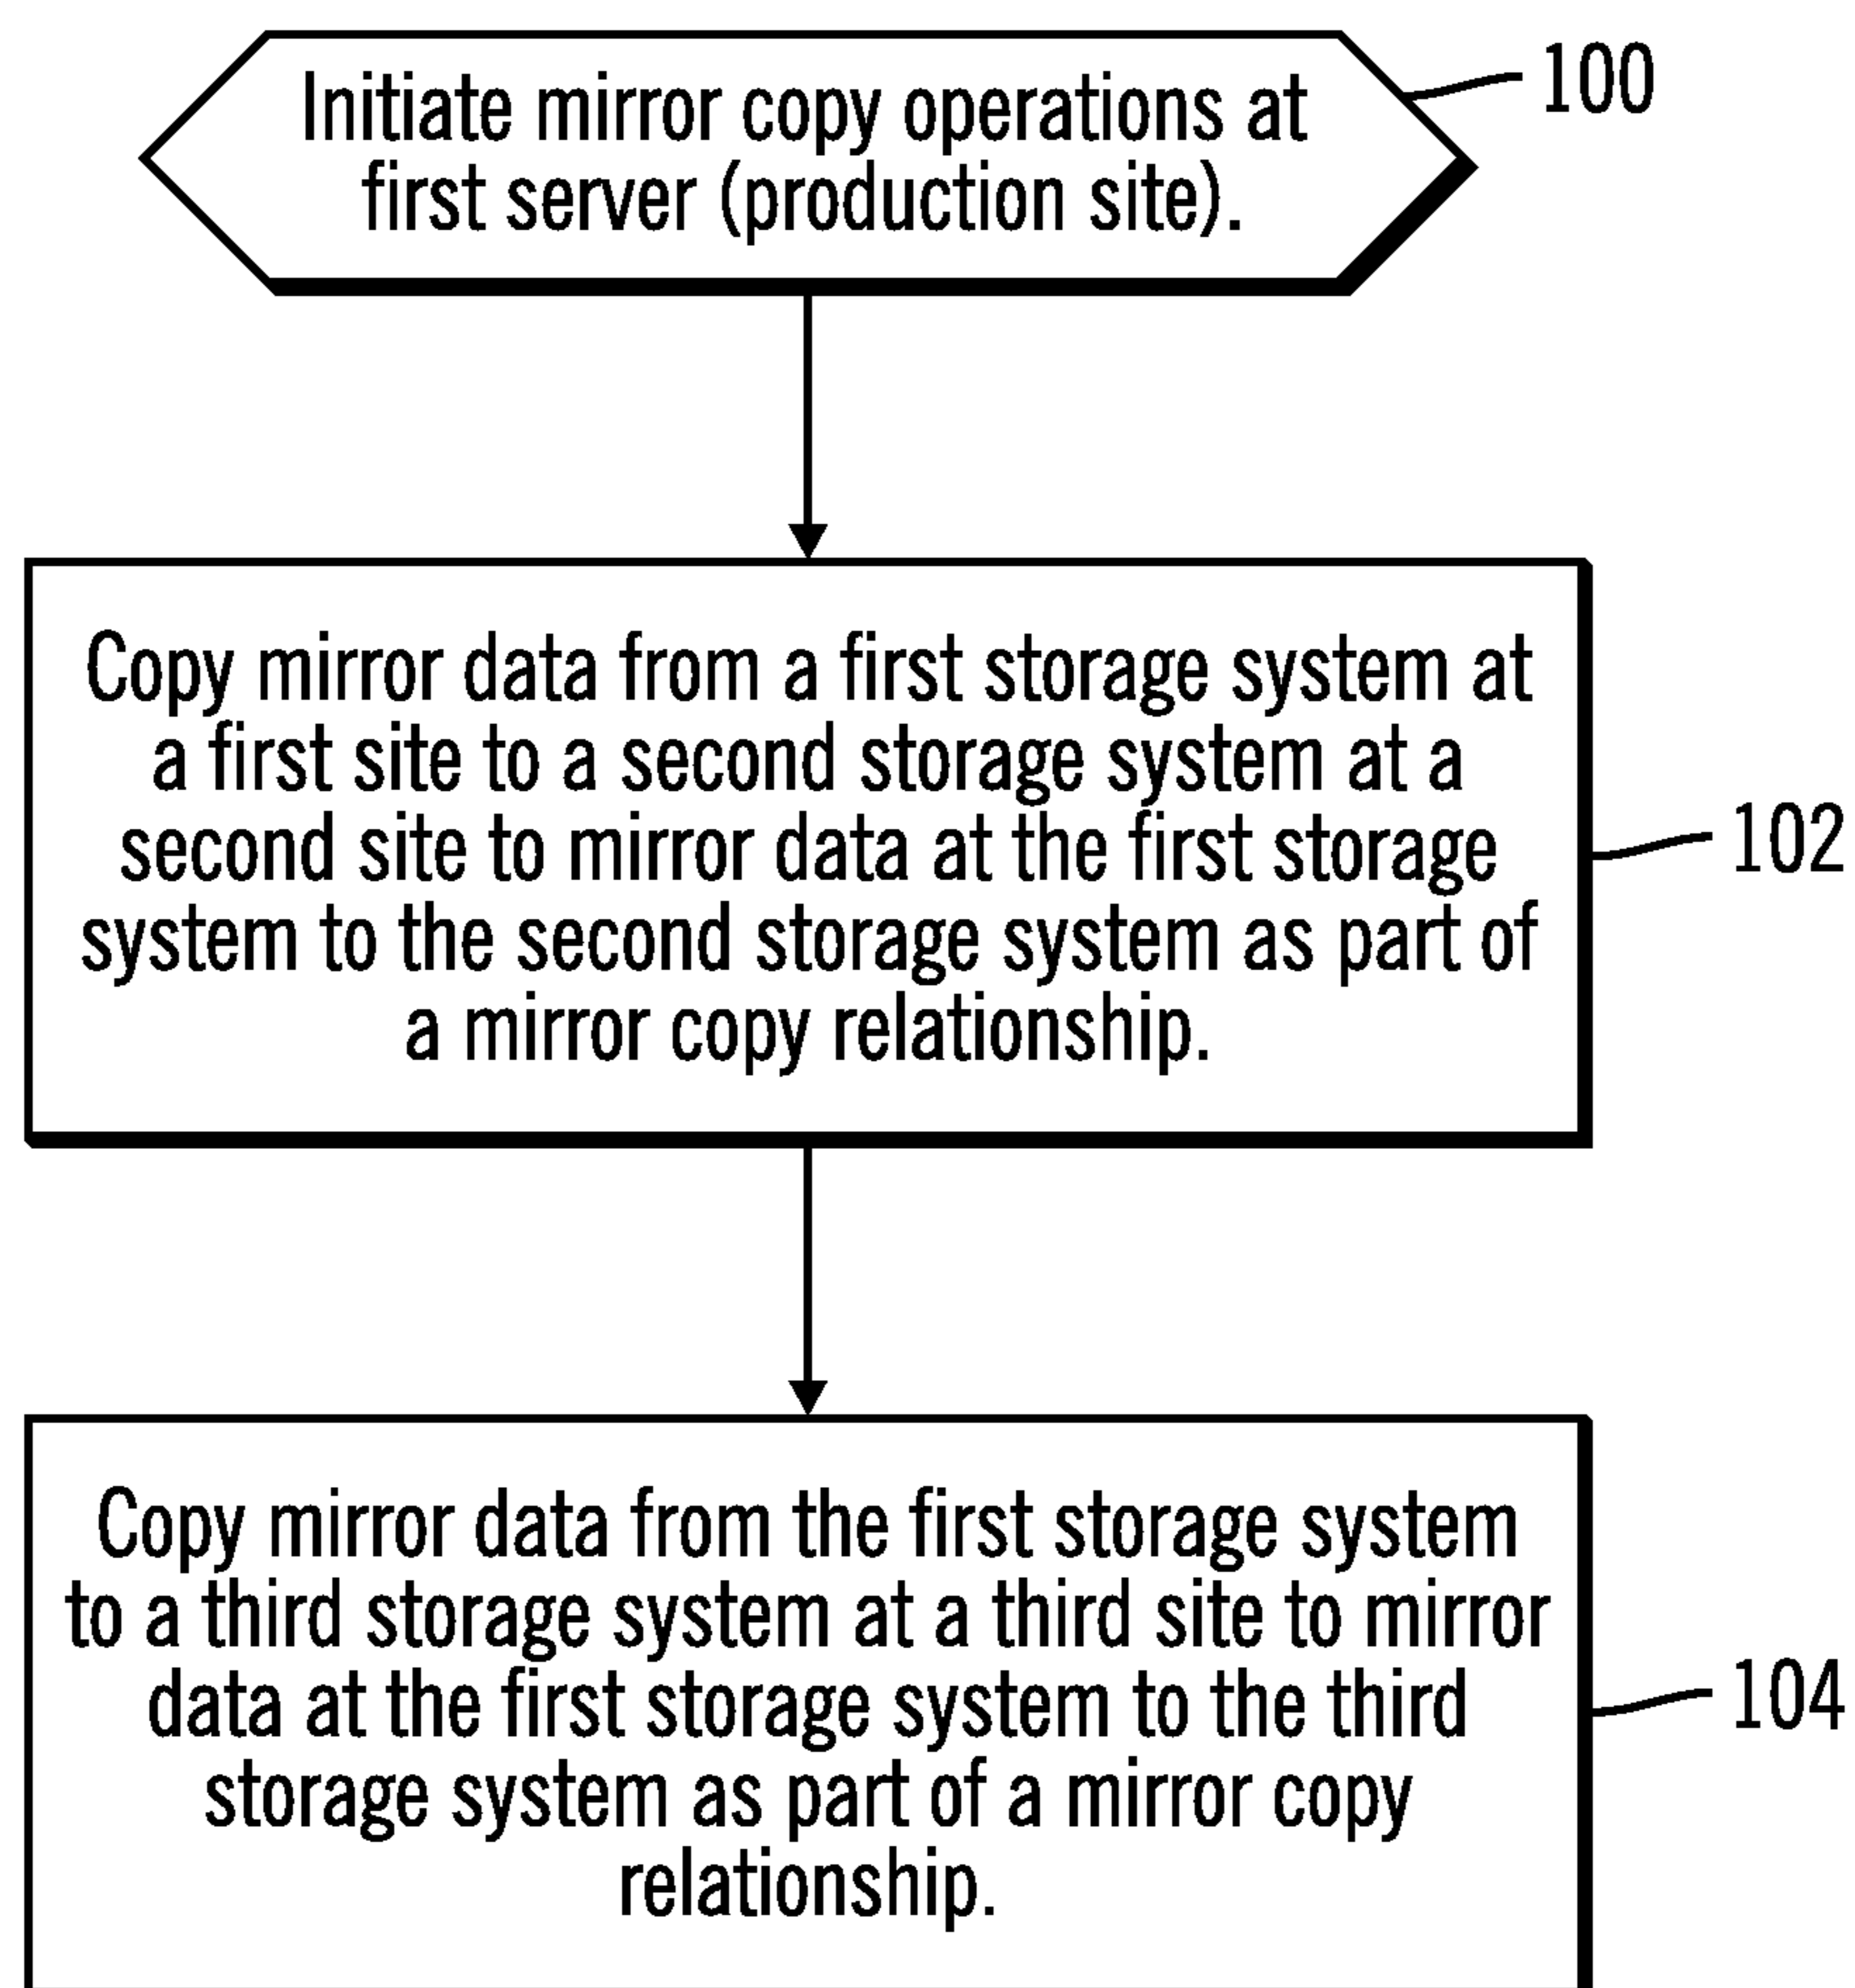 Initiate mirror copy operations at
first server (production site).
100
Copy mirror data from a first storage system at
a first site to a second storage system at a
second site to mirror data at the first storage
system to the second storage system as part of
a mirror copy relationship.
102
Copy mirror data from the first storage system
to a third storage system at a third site to mirror
data at the first storage system to the third
storage system as part of a mirror copy
relationship.
104